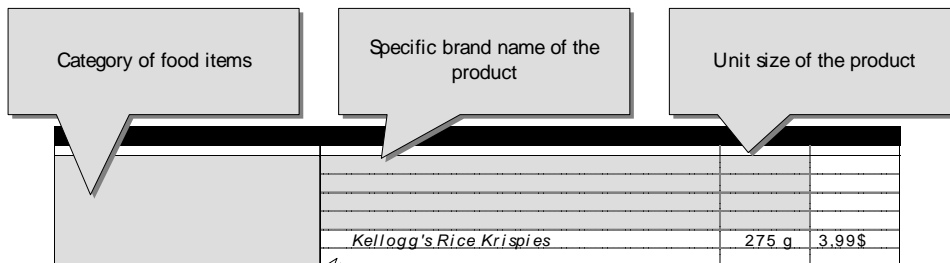 Category of food items
Specific brand name of the
product
Unit size of the product
Kellogg's Rice Krispies 275 g 3,99$